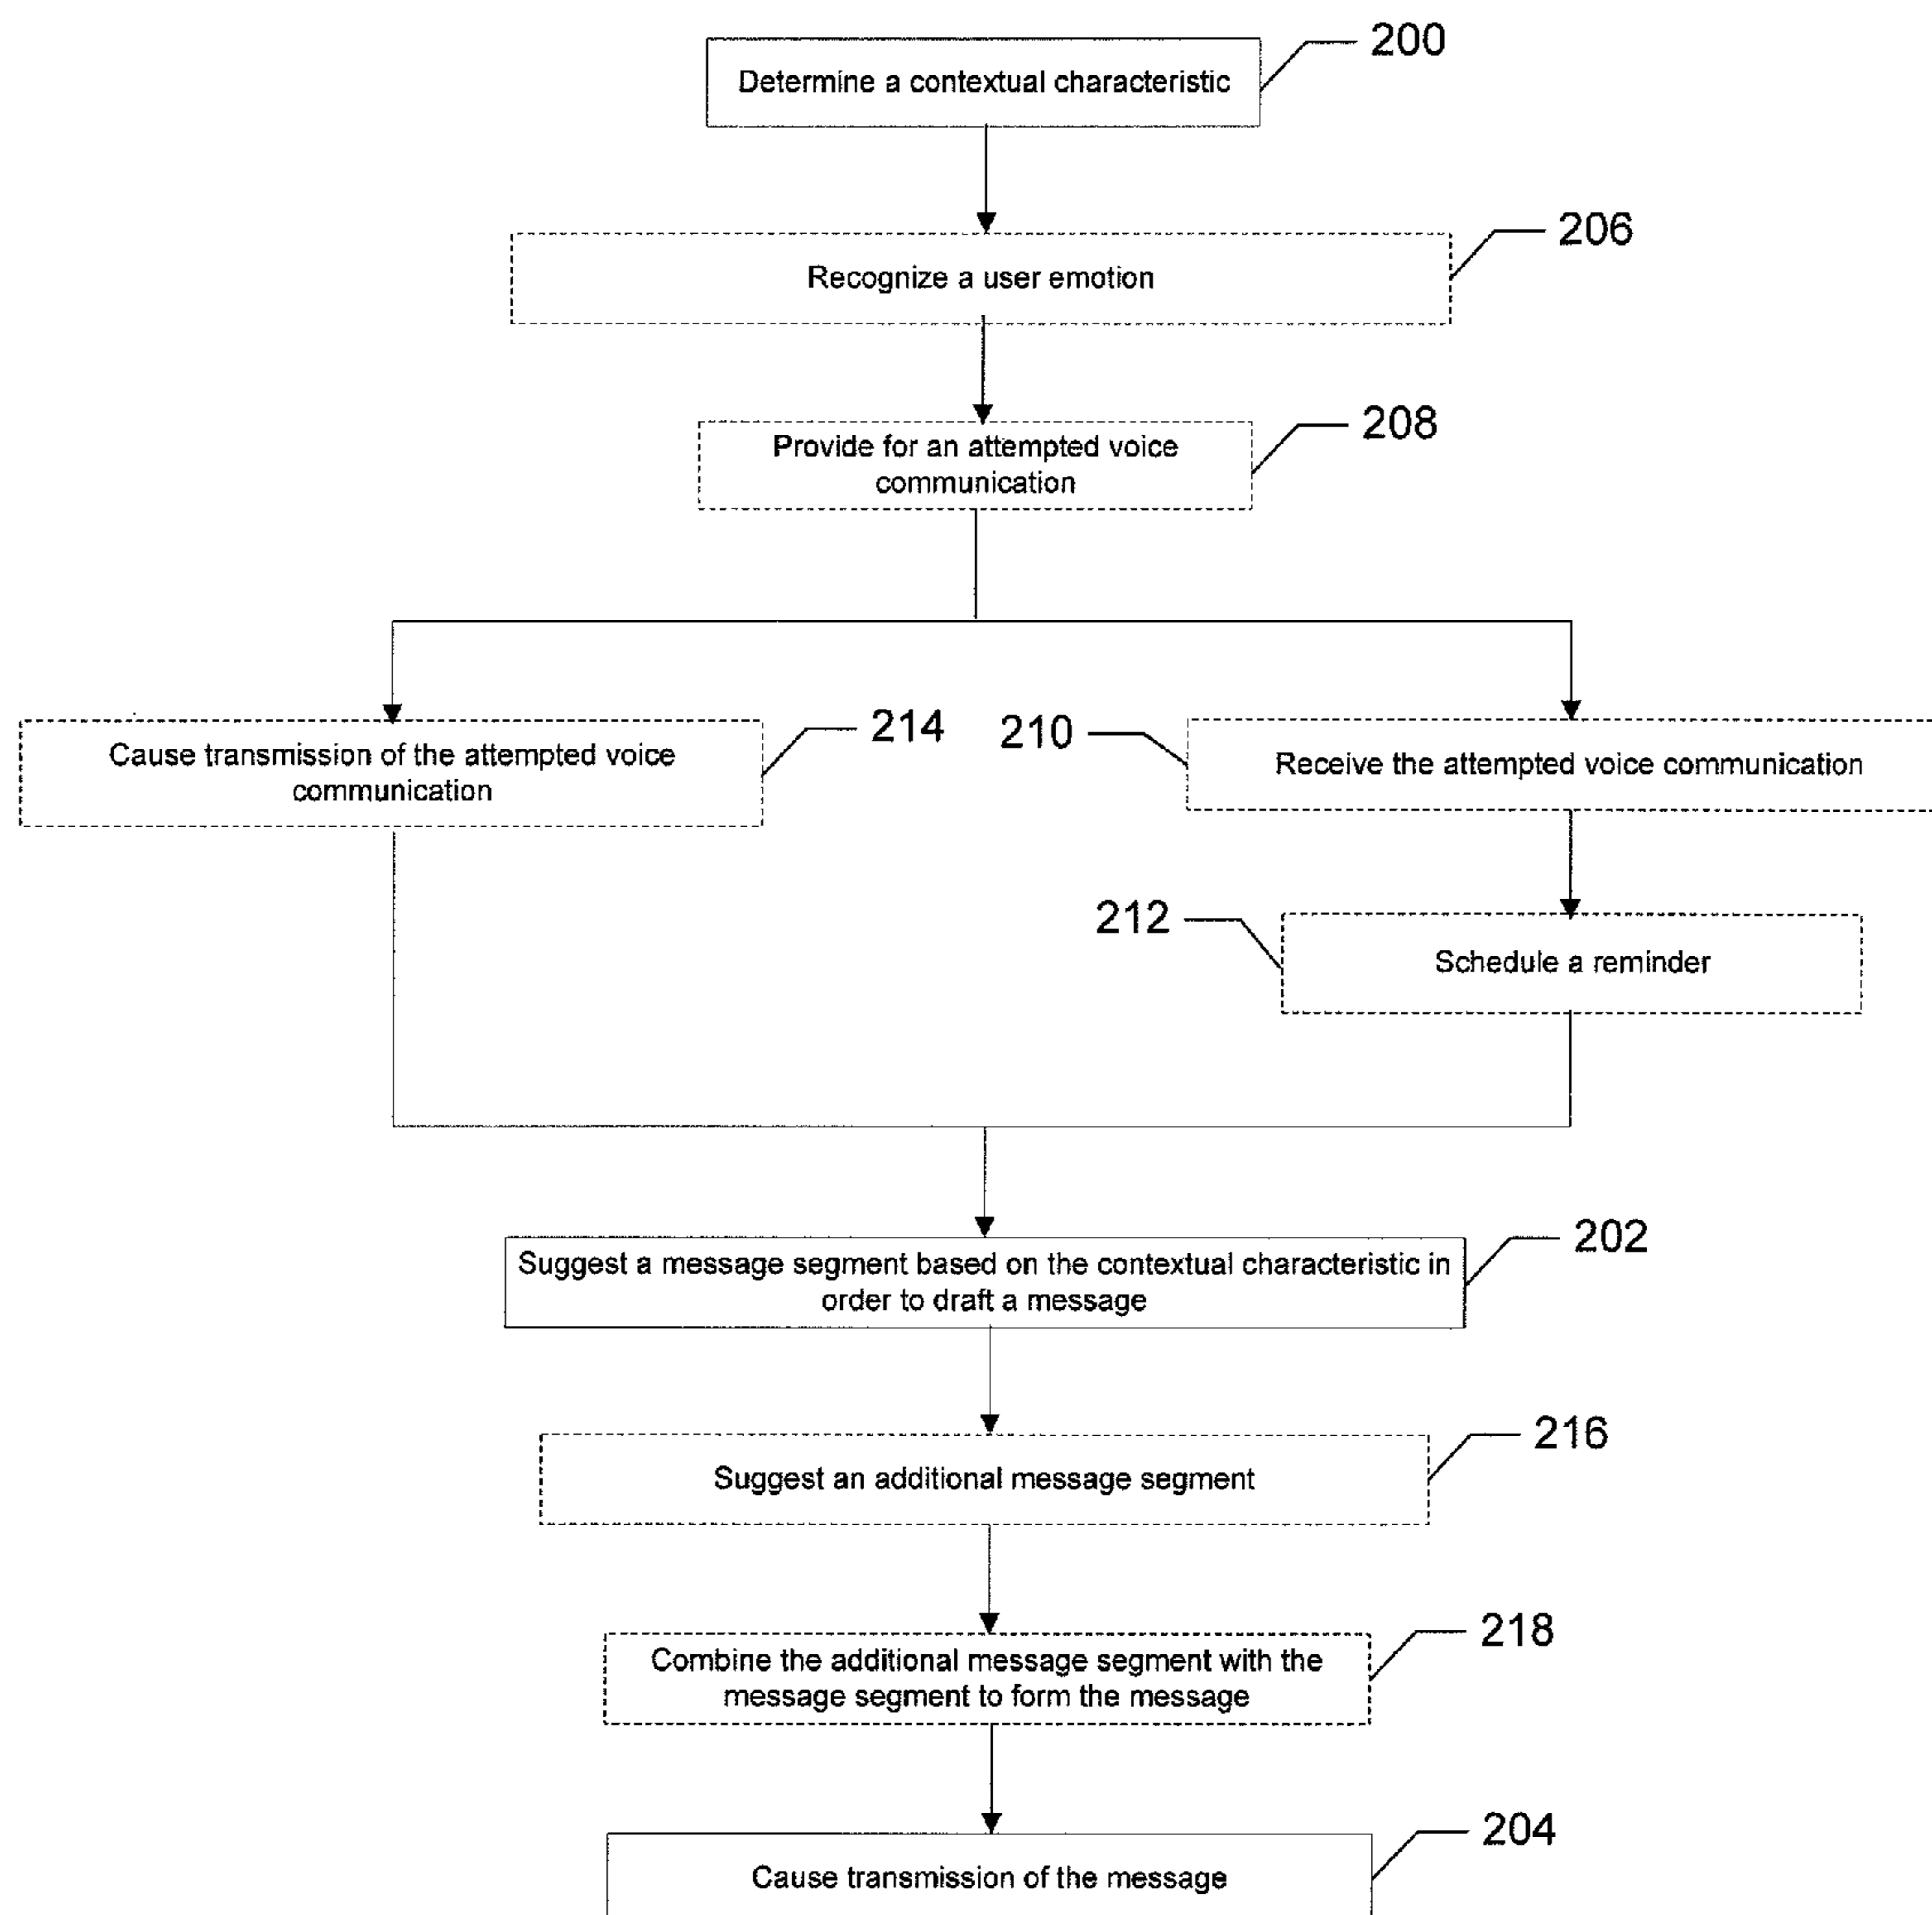 200
Determine a contextual characteristic
206
Recognize a user emotion
208
Provide for an attempted voice
communication
214
Cause transmission of the attempted voice
communication
210
Receive the attempted voice communication
212
Schedule a reminder
202
Suggest a message segment based on the contextual characteristic in
order to draft a message
216
Suggest an additional message segment
218
Combine the additional message segment with the
message segment to form the message
204
Cause transmission of the message